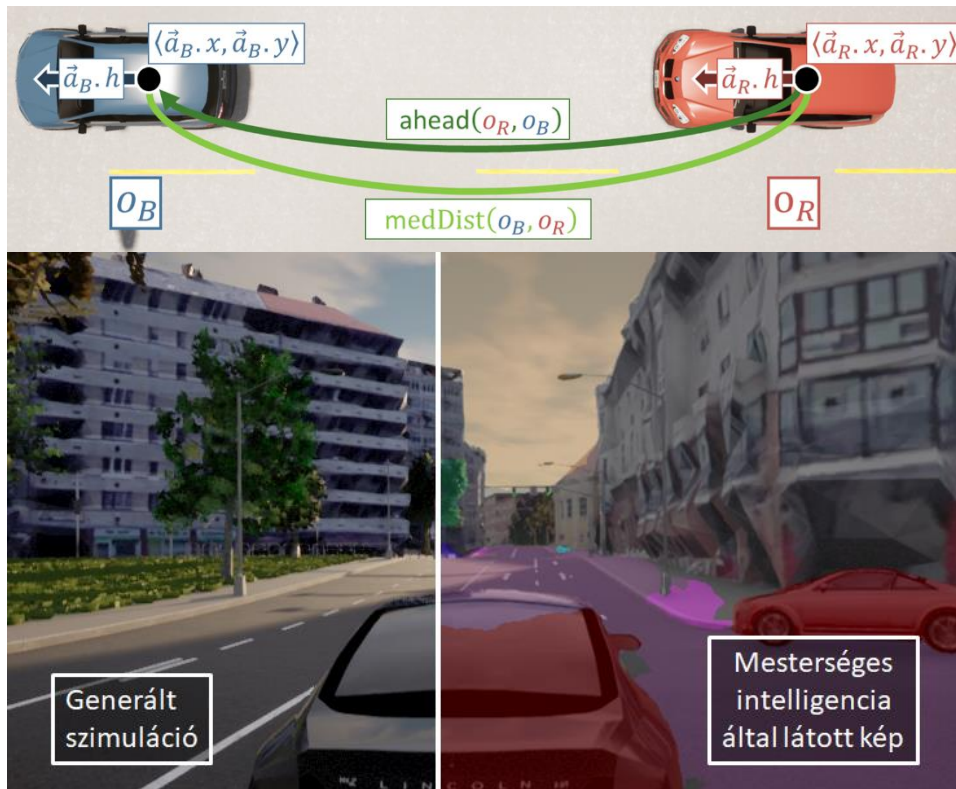 ⟨a⃗_B.x, a⃗_B.y⟩
⟨a⃗_R.x, a⃗_R.y⟩
a⃗_B.h
a⃗_R.h
ahead(o_R, o_B)
o_B
o_R
medDist(o_B, o_R)
Generált
szimuláció
Mesterséges
intelligencia
által látott kép
LINCOLN